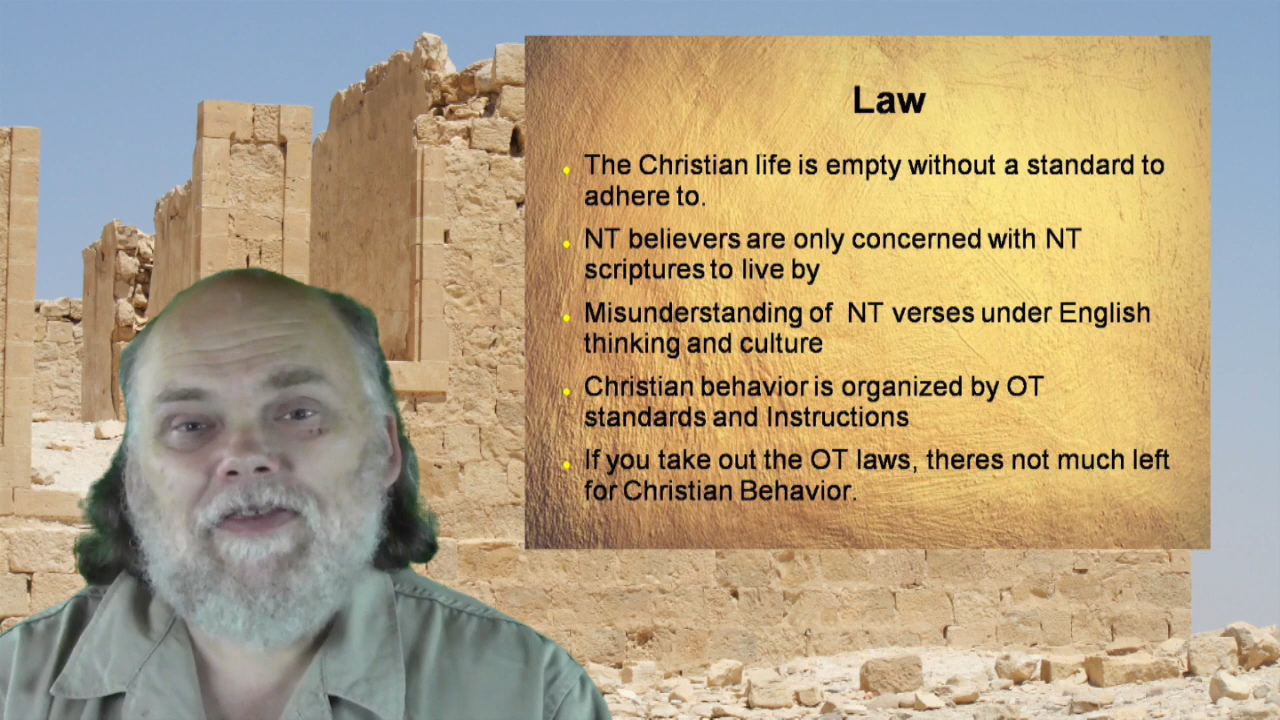 Law
The Christian life is empty without a standard to
adhere to.
NT believers are only concerned with NT
scriptures to live by
Misunderstanding of  NT verses under English
thinking and culture
Christian behavior is organized by OT
standards and Instructions
If you take out the OT laws, theres not much left
for Christian Behavior.